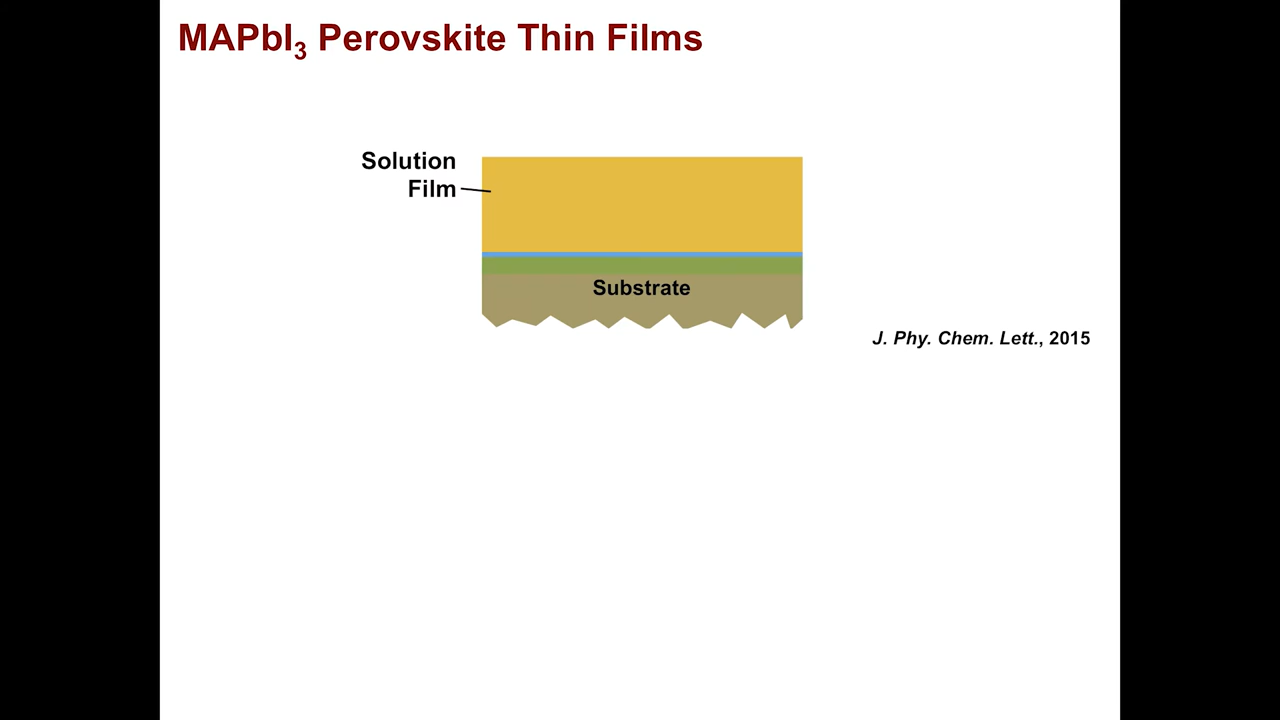 MAPbI₃ Perovskite Thin Films
Solution
Film
Substrate
J. Phy. Chem. Lett., 2015